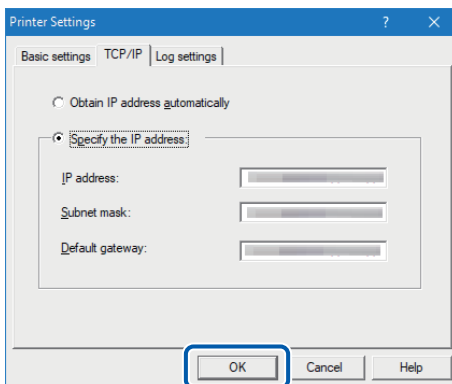 Printer Settings ?
Basic settings TCP/IP Log settings
Obtain IP address automatically
Specify the IP address:
IP address:
Subnet mask:
Default gateway:
OK Cancel Help